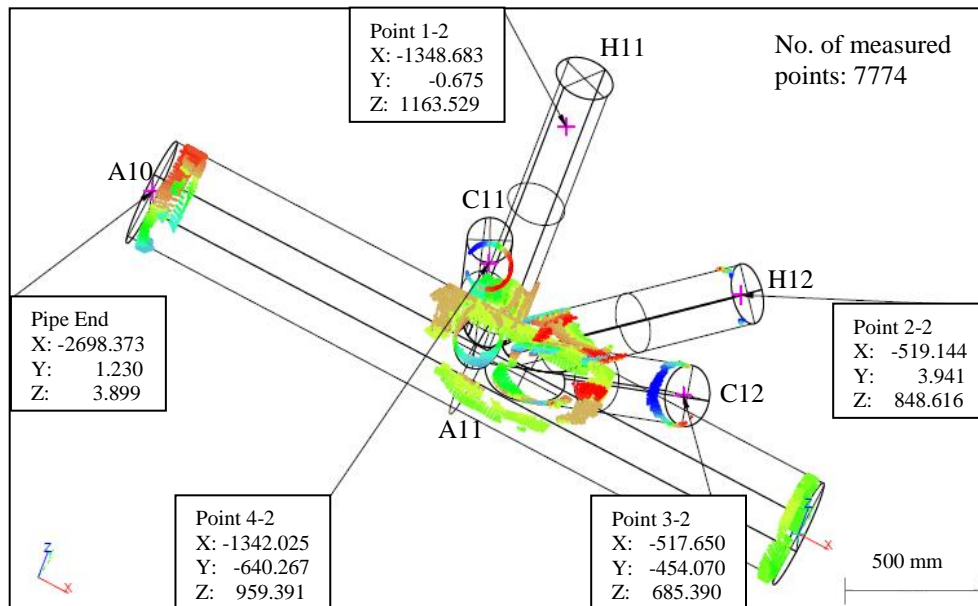 Point 1-2
X: -1348.683
Y: -0.675
Z: 1163.529
H11
No. of measured
points: 7774
A10
C11
H12
Pipe End
X: -2698.373
Y: 1.230
Z: 3.899
Point 2-2
X: -519.144
Y: 3.941
Z: 848.616
C12
A11
Point 4-2
X: -1342.025
Y: -640.267
Z: 959.391
Point 3-2
X: -517.650
Y: -454.070
Z: 685.390
500 mm
Z
X
Z
X